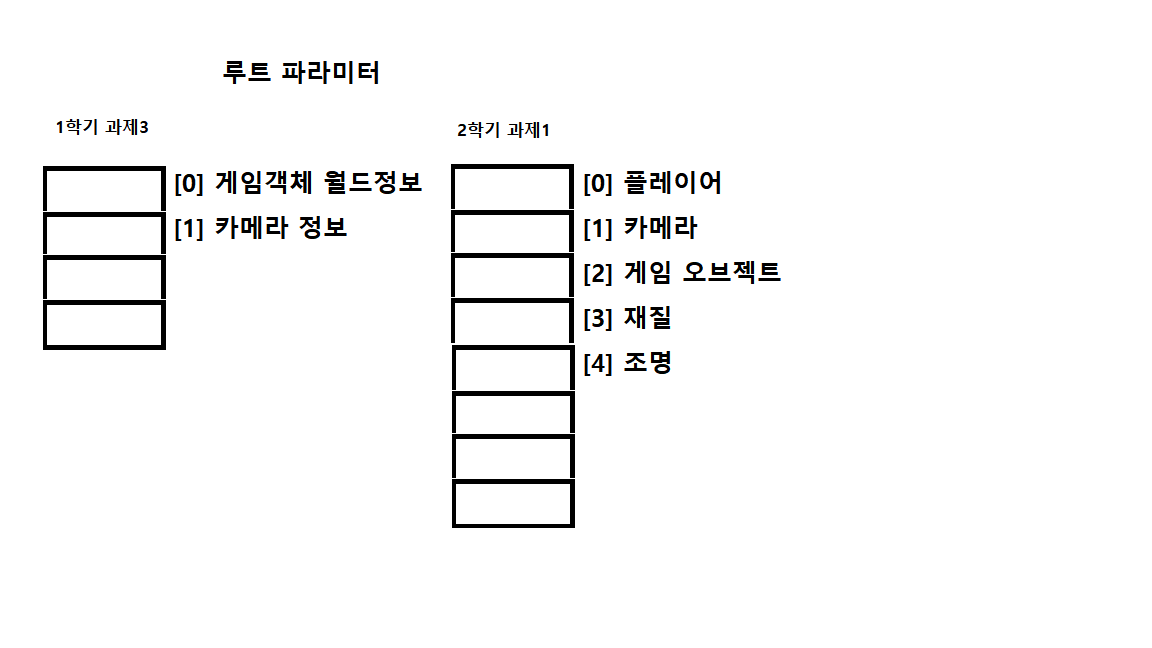 루트 파라미터
1학기 과제3
[0] 게임객체 월드정보
[1] 카메라 정보
2학기 과제1
[0] 플레이어
[1] 카메라
[2] 게임 오브젝트
[3] 재질
[4] 조명